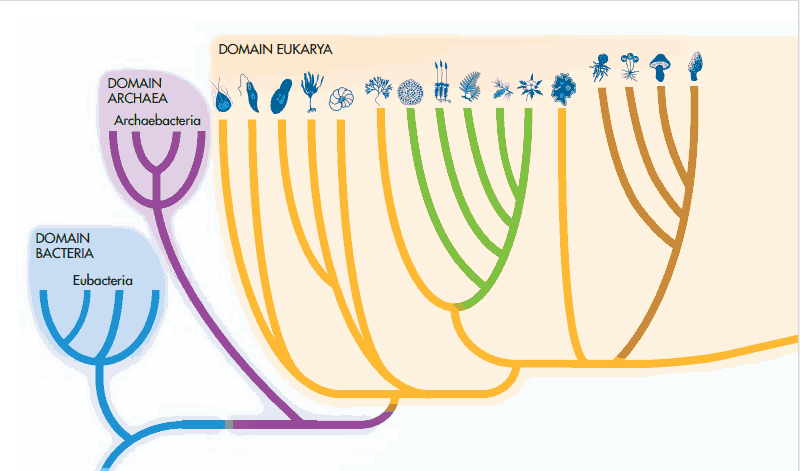 DOMAIN EUKARYA
DOMAIN
ARCHAEA
Archaebacteria
DOMAIN
BACTERIA
Eubacteria